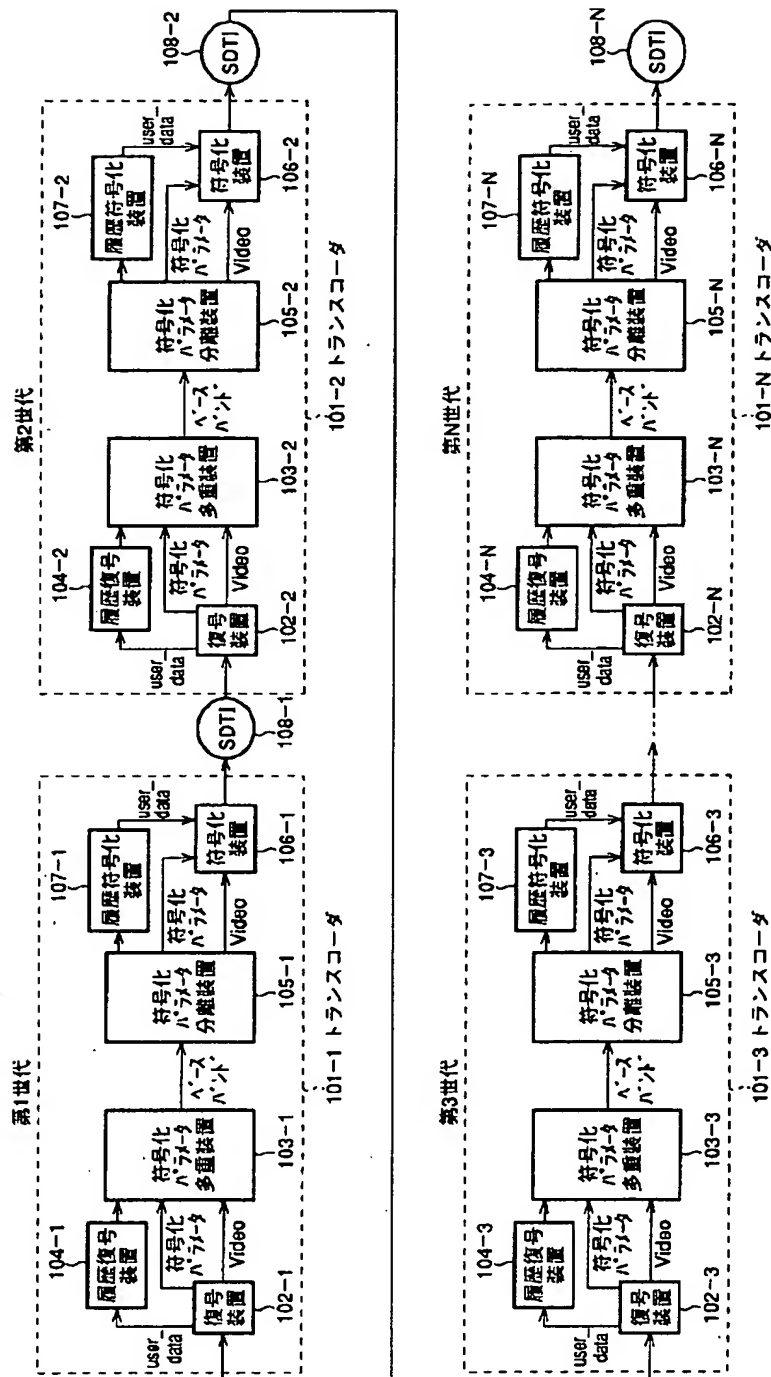 第1世代
104-1
履歴復号
装置
user_
data
復号
装置
102-1
符号化
パラメータ
Video
符号化
パラメータ
多重装置
103-1
ベース
バンド
符号化
パラメータ
分離装置
105-1
107-1
履歴符号化
装置
user_
data
符号化
パラメータ
Video
符号化
装置
106-1
101-1 トランスコーダ
SDTI
108-1
第2世代
104-2
履歴復号
装置
user_
data
復号
装置
102-2
符号化
パラメータ
Video
符号化
パラメータ
多重装置
103-2
ベース
バンド
符号化
パラメータ
分離装置
105-2
107-2
履歴符号化
装置
user_
data
符号化
パラメータ
Video
符号化
装置
106-2
101-2 トランスコーダ
SDTI
108-2
第3世代
104-3
履歴復号
装置
user_
data
復号
装置
102-3
符号化
パラメータ
Video
符号化
パラメータ
多重装置
103-3
ベース
バンド
符号化
パラメータ
分離装置
105-3
107-3
履歴符号化
装置
user_
data
符号化
パラメータ
Video
符号化
装置
106-3
101-3 トランスコーダ
第N世代
104-N
履歴復号
装置
user_
data
復号
装置
102-N
符号化
パラメータ
Video
符号化
パラメータ
多重装置
103-N
ベース
バンド
符号化
パラメータ
分離装置
105-N
107-N
履歴符号化
装置
user_
data
符号化
パラメータ
Video
符号化
装置
106-N
101-N トランスコーダ
SDTI
108-N